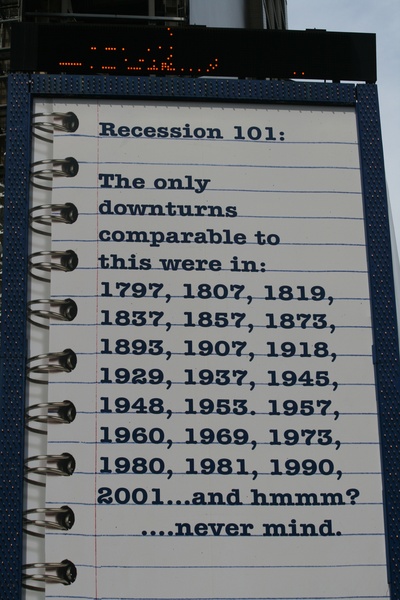 Recession 101:
The only
downturns
comparable to
this were in:
1797, 1807, 1819,
1837, 1857, 1873,
1893, 1907, 1918,
1929, 1937, 1945,
1948, 1953. 1957,
1960, 1969, 1973,
1980, 1981, 1990,
2001...and hmmm?
....never mind.